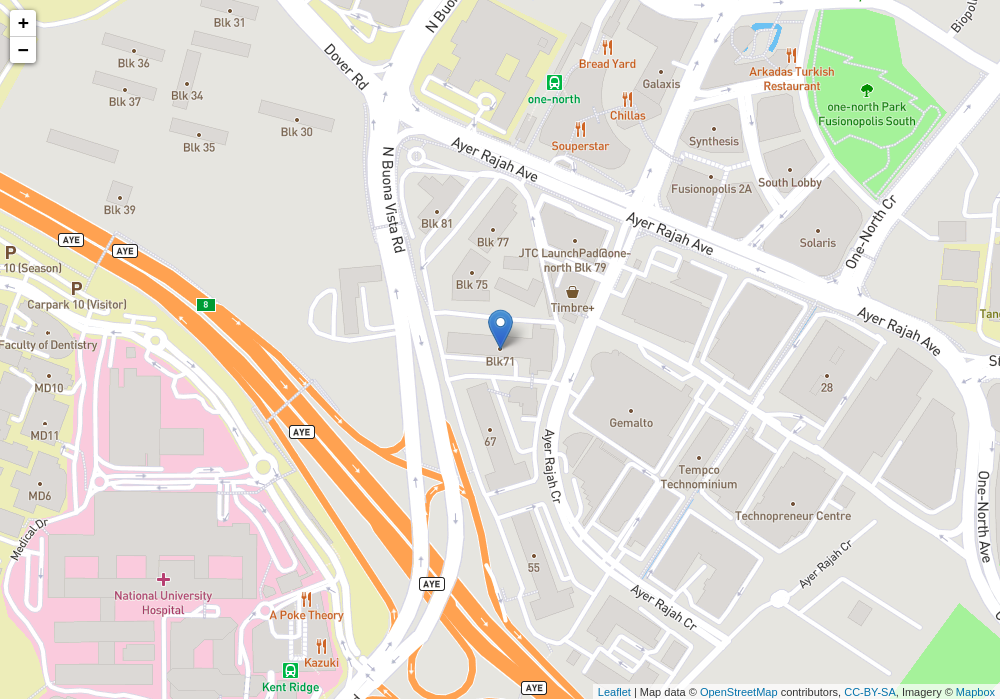 +
−
Blk 31
Blk 36
Blk 34
Blk 37
Blk 35
Blk 30
Blk 39
Dover Rd
N Buo
N Buona Vista Rd
one-north
Bread Yard
Galaxis
Chillas
Souperstar
Arkadas Turkish
Restaurant
one-north Park
Fusionopolis South
Biopol
Synthesis
South Lobby
Fusionopolis 2A
Solaris
Ayer Rajah Ave
Ayer Rajah Ave
Ayer Rajah Ave
One-North Cr
Blk 81
Blk 77
Blk 75
JTC LaunchPad@one-
north Blk 79
Timbre+
Blk71
AYE
AYE
8
P
10 (Season)
P
Carpark 10 (Visitor)
Faculty of Dentistry
MD10
MD11
MD6
Medical Dr
AYE
67
Gemalto
28
Tempco
Technominium
Technopreneur Centre
Ayer Rajah Cr
Ayer Rajah Cr
Ayer Rajah Cr
One-North Ave
55
AYE
National University
Hospital
A Poke Theory
Kazuki
Kent Ridge
AYE
Leaflet | Map data © OpenStreetMap contributors, CC-BY-SA, Imagery © Mapbox